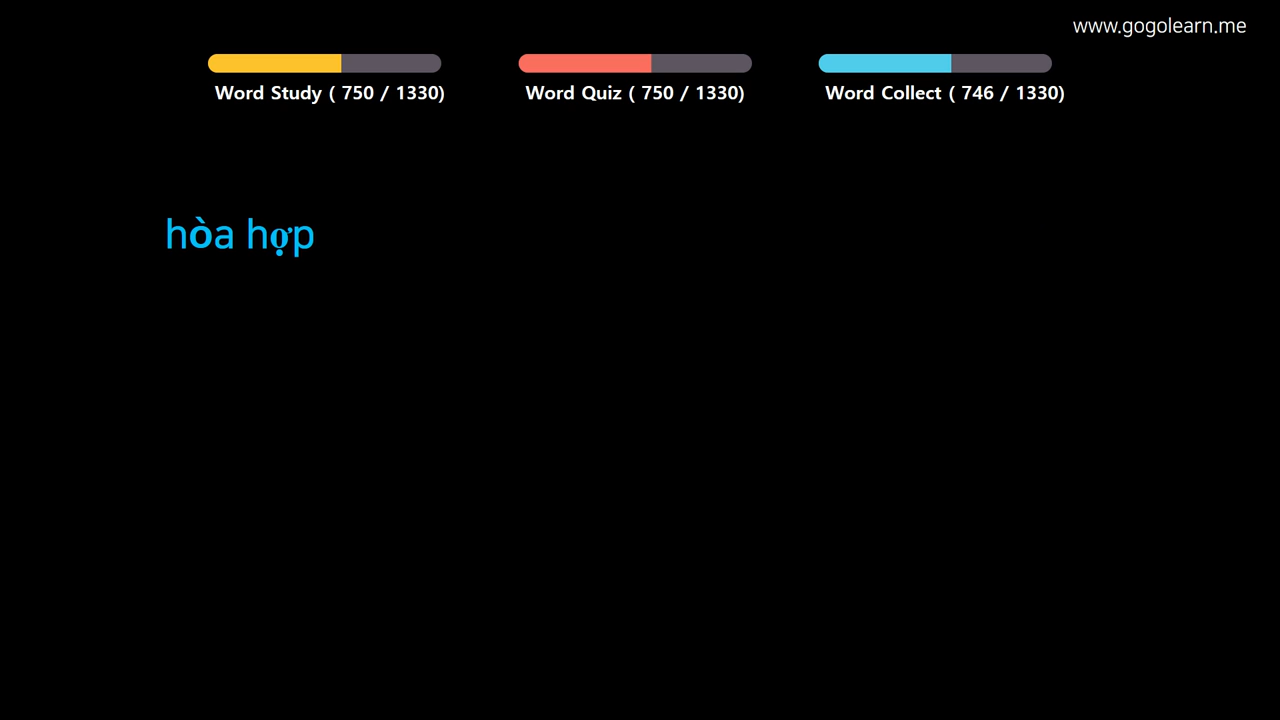 www.gogolearn.me
Word Study ( 750 / 1330)
Word Quiz ( 750 / 1330)
Word Collect ( 746 / 1330)
hòa hợp